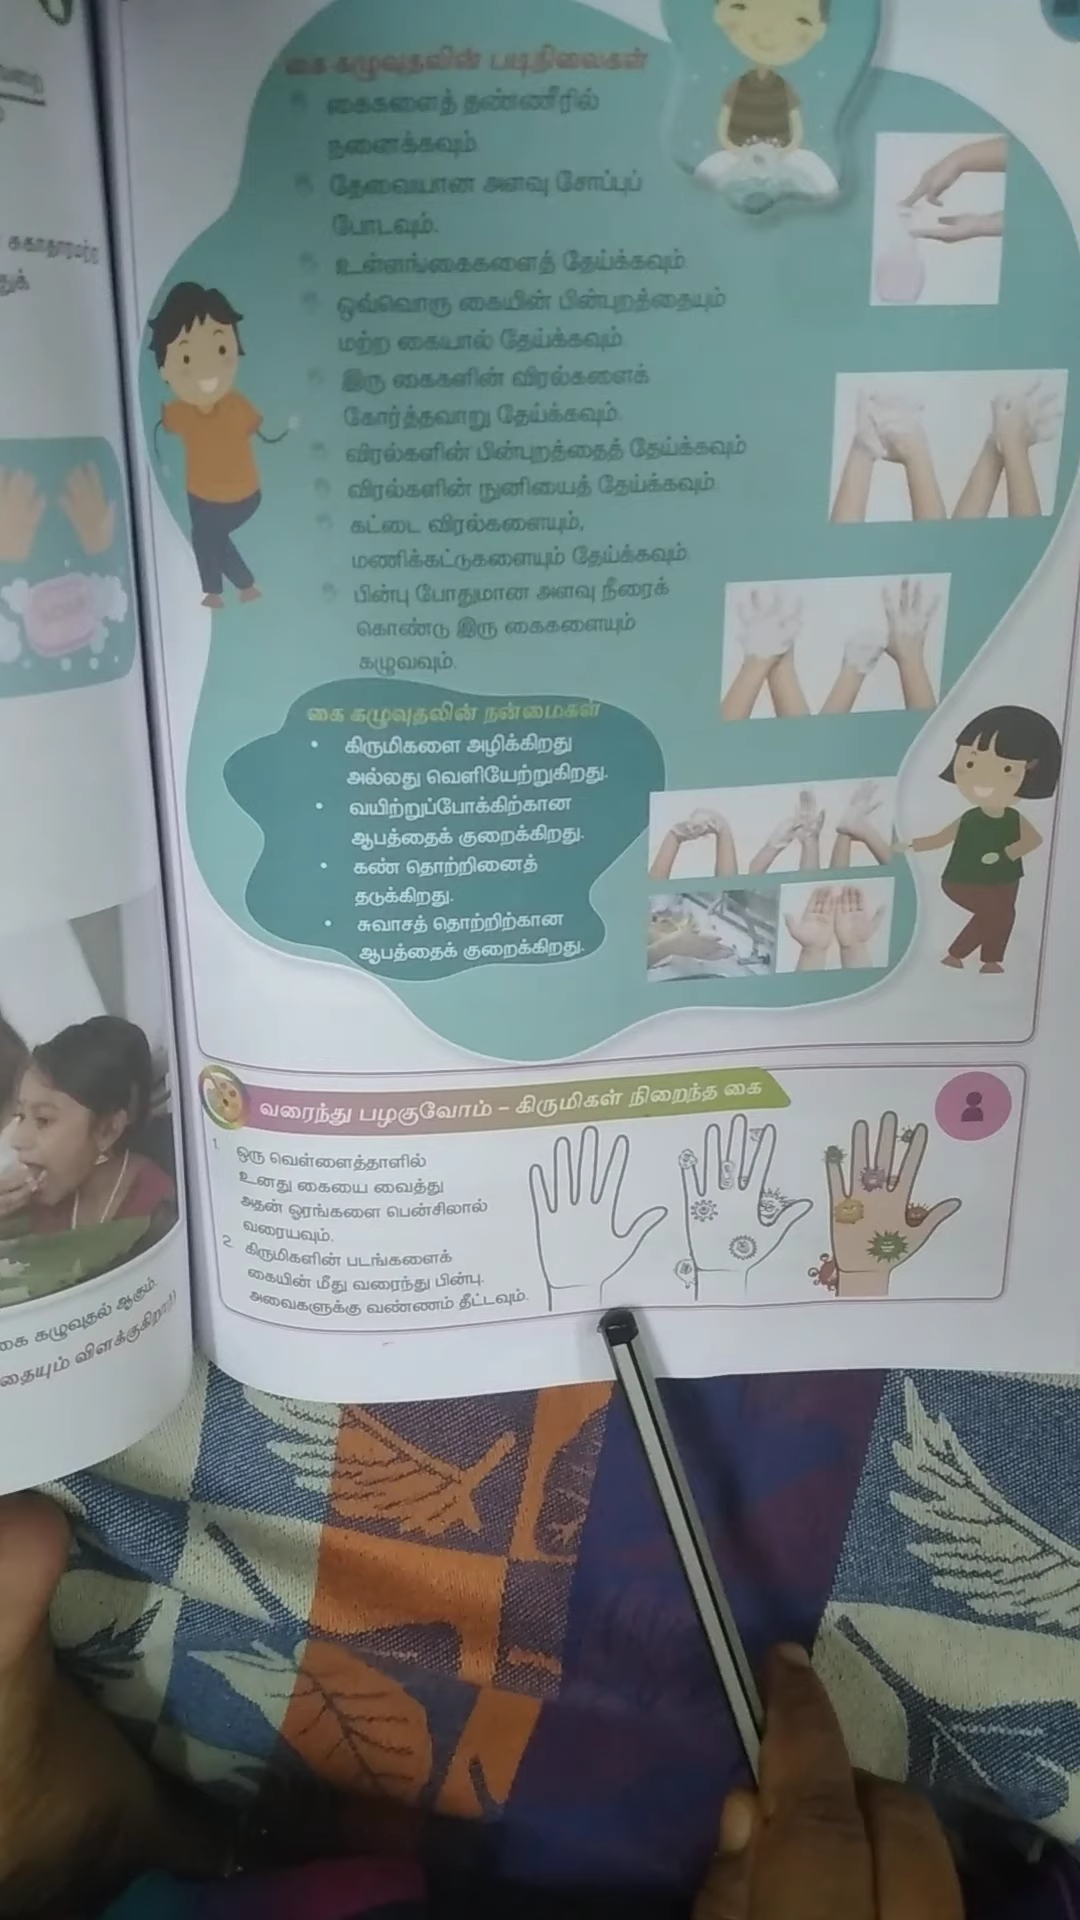 கை கழுவுதலின் படிநிலைகள்
கைகளைத் தண்ணீரில்
நனைக்கவும்
தேவையான அளவு சோப்புப்
போடவும்.
உள்ளங்கைகளைத் தேய்க்கவும்
ஒவ்வொரு கையின் பின்புறத்தையும்
மற்ற கையால் தேய்க்கவும்
இரு கைகளின் விரல்களைக்
கோர்த்தவாறு தேய்க்கவும்.
விரல்களின் பின்புறத்தைத் தேய்க்கவும்
விரல்களின் நுனியைத் தேய்க்கவும்
கட்டை விரல்களையும்,
மணிக்கட்டுகளையும் தேய்க்கவும்
பின்பு போதுமான அளவு நீரைக்
கொண்டு இரு கைகளையும்
கழுவவும்.
கை கழுவுதலின் நன்மைகள்
• கிருமிகளை அழிக்கிறது
அல்லது வெளியேற்றுகிறது.
• வயிற்றுப்போக்கிற்கான
ஆபத்தைக் குறைக்கிறது.
• கண் தொற்றினைத்
தடுக்கிறது.
• சுவாசத் தொற்றிற்கான
ஆபத்தைக் குறைக்கிறது.
வரைந்து பழகுவோம் – கிருமிகள் நிறைந்த கை
1. ஒரு வெள்ளைத்தாளில்
உனது கையை வைத்து
அதன் ஓரங்களை பென்சிலால்
வரையவும்.
2. கிருமிகளின் படங்களைக்
கையின் மீது வரைந்து பின்பு.
அவைகளுக்கு வண்ணம் தீட்டவும்.
கை கழுவுதல் ஆகும்.